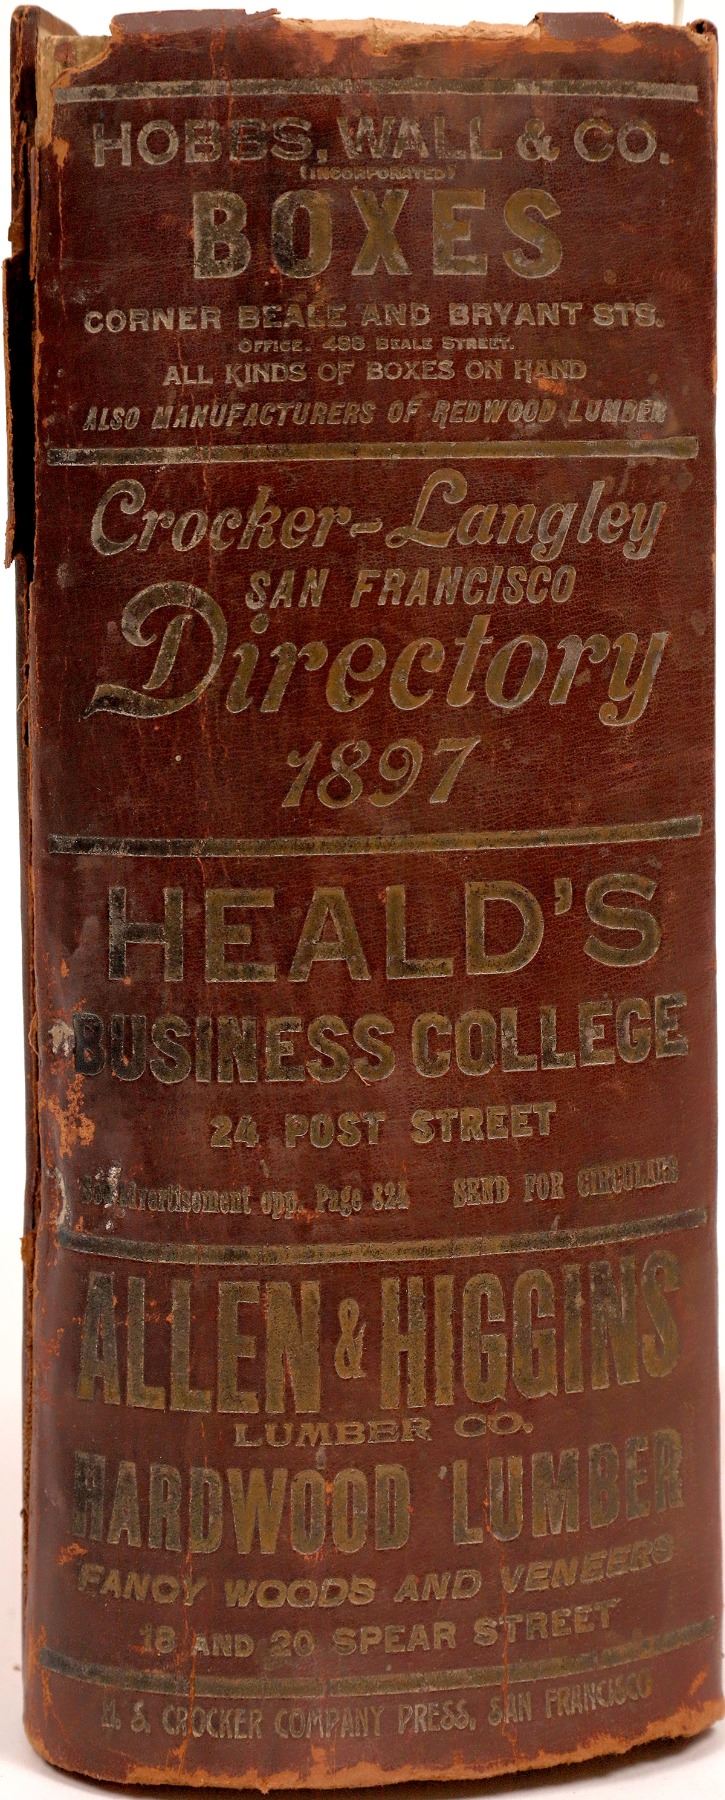 HOBBS, WALL & CO.
(INCORPORATED)
BOXES
CORNER BEALE AND BRYANT STS.
OFFICE. 488 BEALE STREET.
ALL KINDS OF BOXES ON HAND
ALSO MANUFACTURERS OF REDWOOD LUMBER
Crocker-Langley
SAN FRANCISCO
Directory
1897
HEALD'S
BUSINESS COLLEGE
24 POST STREET
See Advertisement opp. Page 824 SEND FOR CIRCULARS
ALLEN & HIGGINS
LUMBER CO.
HARDWOOD LUMBER
FANCY WOODS AND VENEERS
18 AND 20 SPEAR STREET
H. S. CROCKER COMPANY PRESS, SAN FRANCISCO